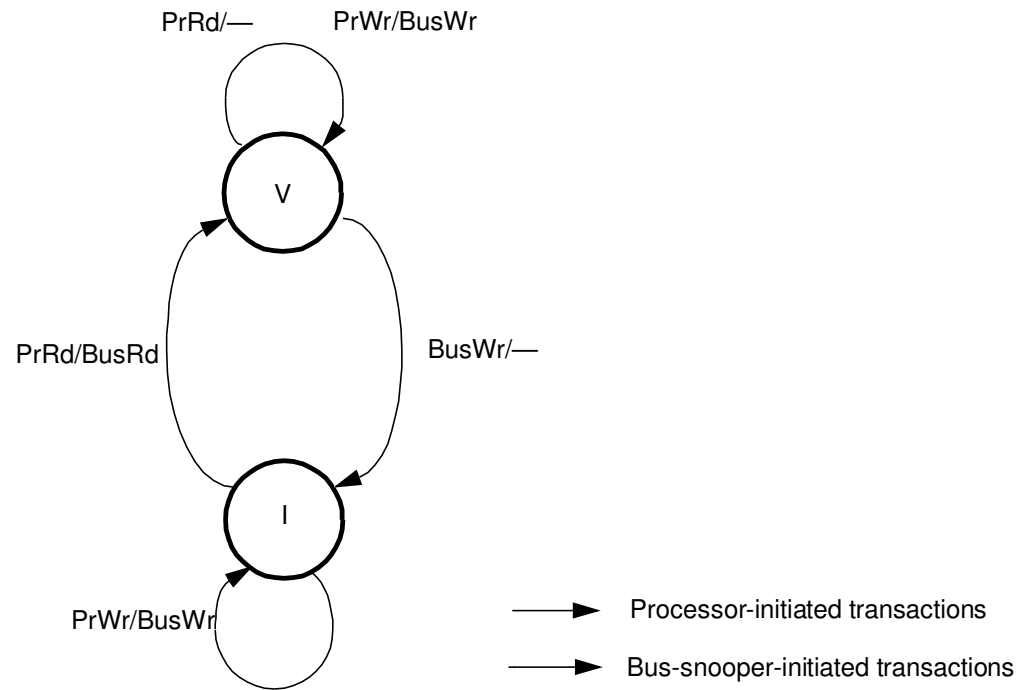 PrRd/— PrWr/BusWr
V
PrRd/BusRd
BusWr/—
I
PrWr/BusWr
Processor-initiated transactions
Bus-snooper-initiated transactions